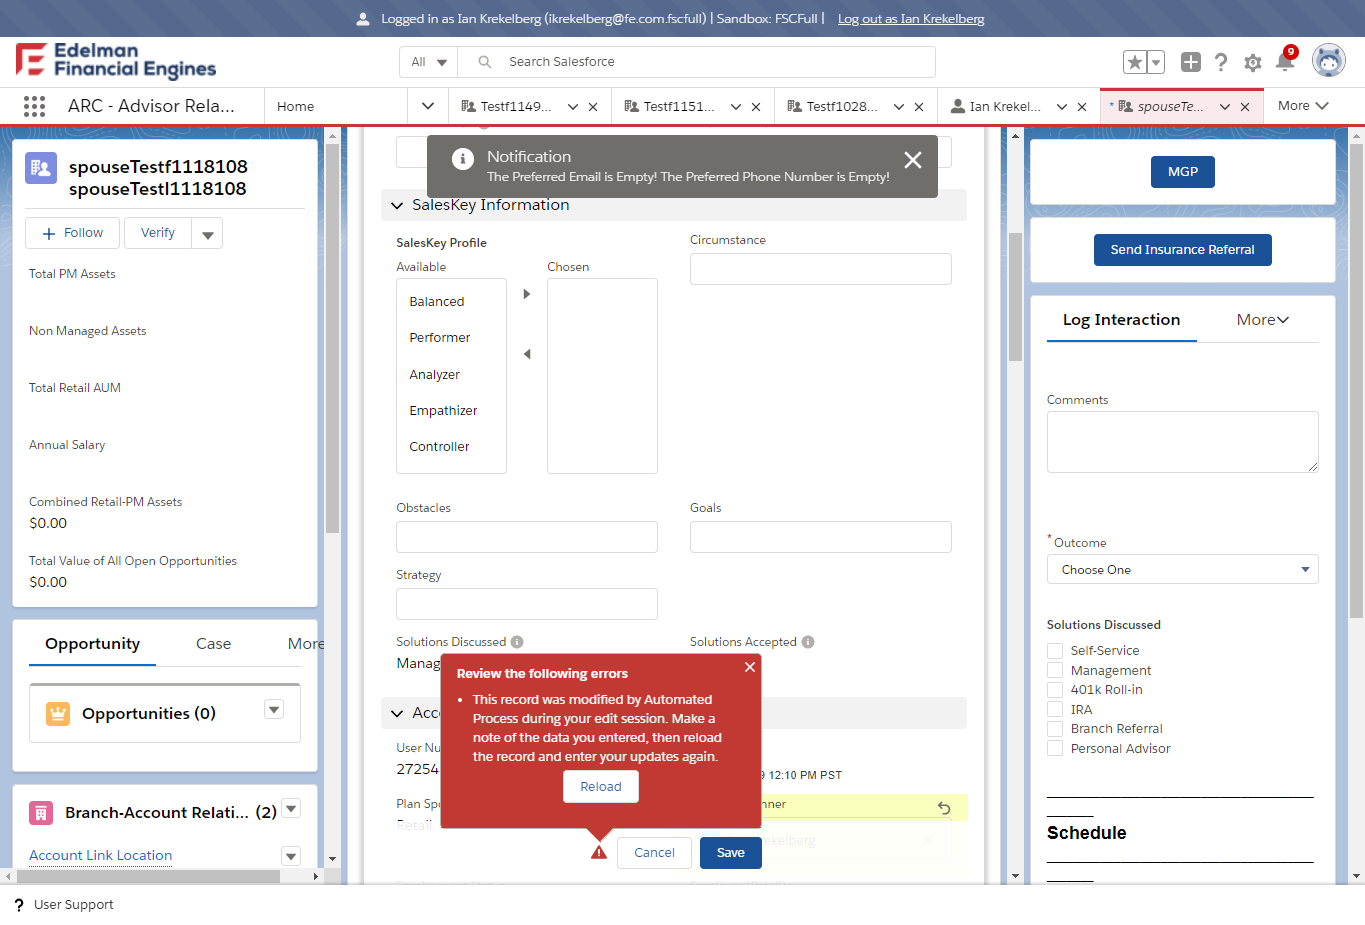 Logged in as Ian Krekelberg (ikrekelberg@fe.com.fscfull) | Sandbox: FSCFull | Log out as Ian Krekelberg
Edelman
Financial Engines
All
Search Salesforce
9
ARC - Advisor Rela...
Home
Testf1149...
Testf1151...
Testf1028...
Ian Krekel...
* spouseTe...
More
spouseTestf1118108
spouseTestl1118108
Follow
Verify
Total PM Assets
Non Managed Assets
Total Retail AUM
Annual Salary
Combined Retail-PM Assets
$0.00
Total Value of All Open Opportunities
$0.00
Opportunity
Case
More
Opportunities (0)
Branch-Account Relati... (2)
Account Link Location
Notification
The Preferred Email is Empty! The Preferred Phone Number is Empty!
SalesKey Information
SalesKey Profile
Available
Chosen
Balanced
Performer
Analyzer
Empathizer
Controller
Circumstance
Obstacles
Goals
Strategy
Solutions Discussed
Manag
Solutions Accepted
Review the following errors
This record was modified by Automated
Process during your edit session. Make a
note of the data you entered, then reload
the record and enter your updates again.
Reload
Acc
User Nu
27254
9 12:10 PM PST
Plan Spo
Retail
nner
ekelberg
Cancel
Save
MGP
Send Insurance Referral
Log Interaction
More
Comments
* Outcome
Choose One
Solutions Discussed
Self-Service
Management
401k Roll-in
IRA
Branch Referral
Personal Advisor
Schedule
User Support